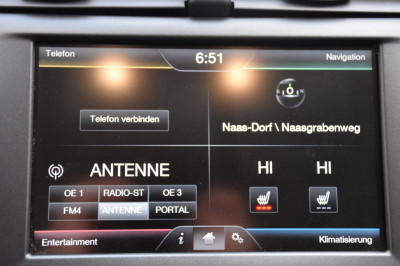 Telefon
6:51
Navigation
Telefon verbinden
Naas-Dorf \ Naasgrabenweg
ANTENNE
HI HI
OE 1 RADIO-ST OE 3
FM4 ANTENNE PORTAL
Entertainment
i
Klimatisierung